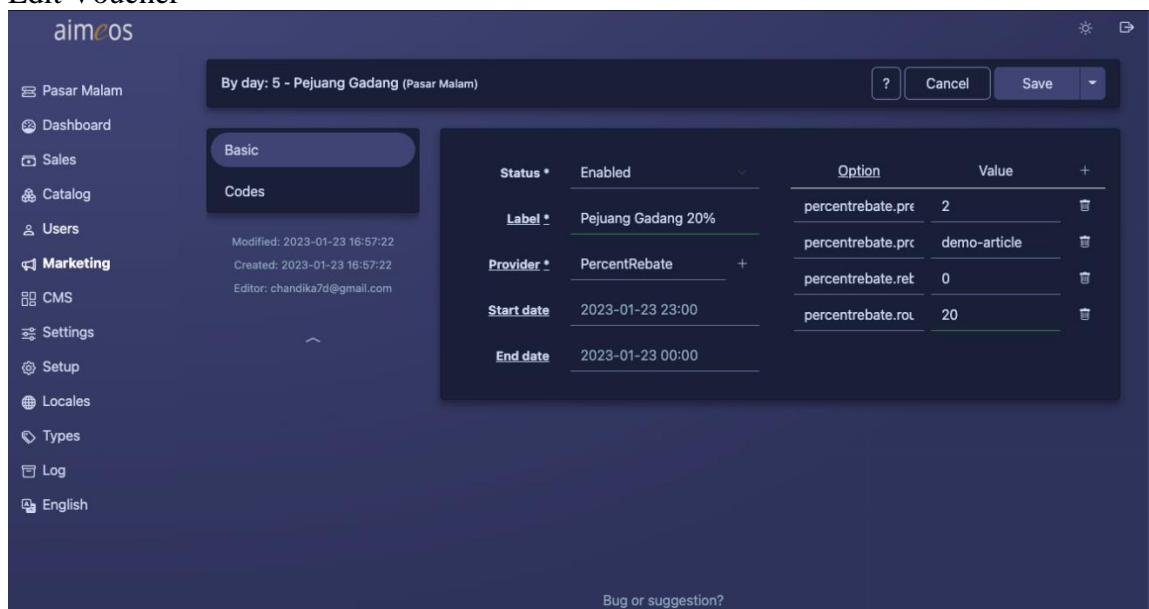 Edit Voucher
aimeos
Pasar Malam
Dashboard
Sales
Catalog
Users
Marketing
CMS
Settings
Setup
Locales
Types
Log
English
By day: 5 - Pejuang Gadang (Pasar Malam)
?
Cancel
Save
Basic
Codes
Modified: 2023-01-23 16:57:22
Created: 2023-01-23 16:57:22
Editor: chandika7d@gmail.com
Status * Enabled
Label * Pejuang Gadang 20%
Provider * PercentRebate +
Start date 2023-01-23 23:00
End date 2023-01-23 00:00
Option Value +
percentrebate.pre 2
percentrebate.pro demo-article
percentrebate.reb 0
percentrebate.rou 20
Bug or suggestion?